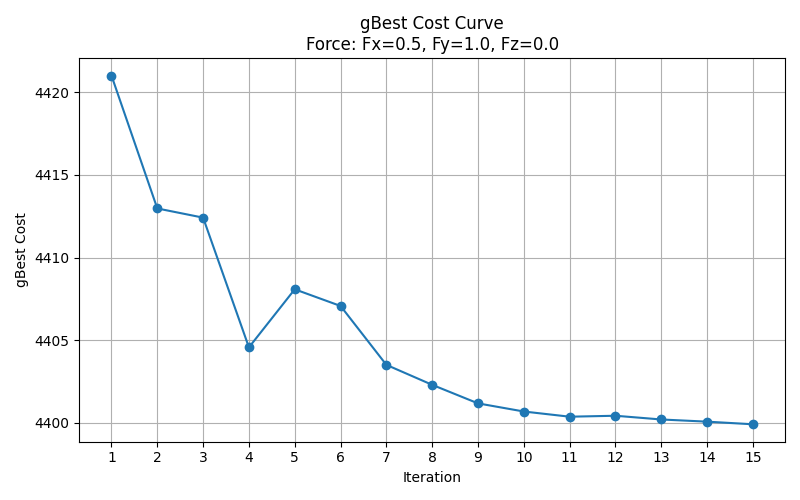 gBest Cost Curve
Force: Fx=0.5, Fy=1.0, Fz=0.0
4420
4415
4410
4405
4400
gBest Cost
1 2 3 4 5 6 7 8 9 10 11 12 13 14 15
Iteration